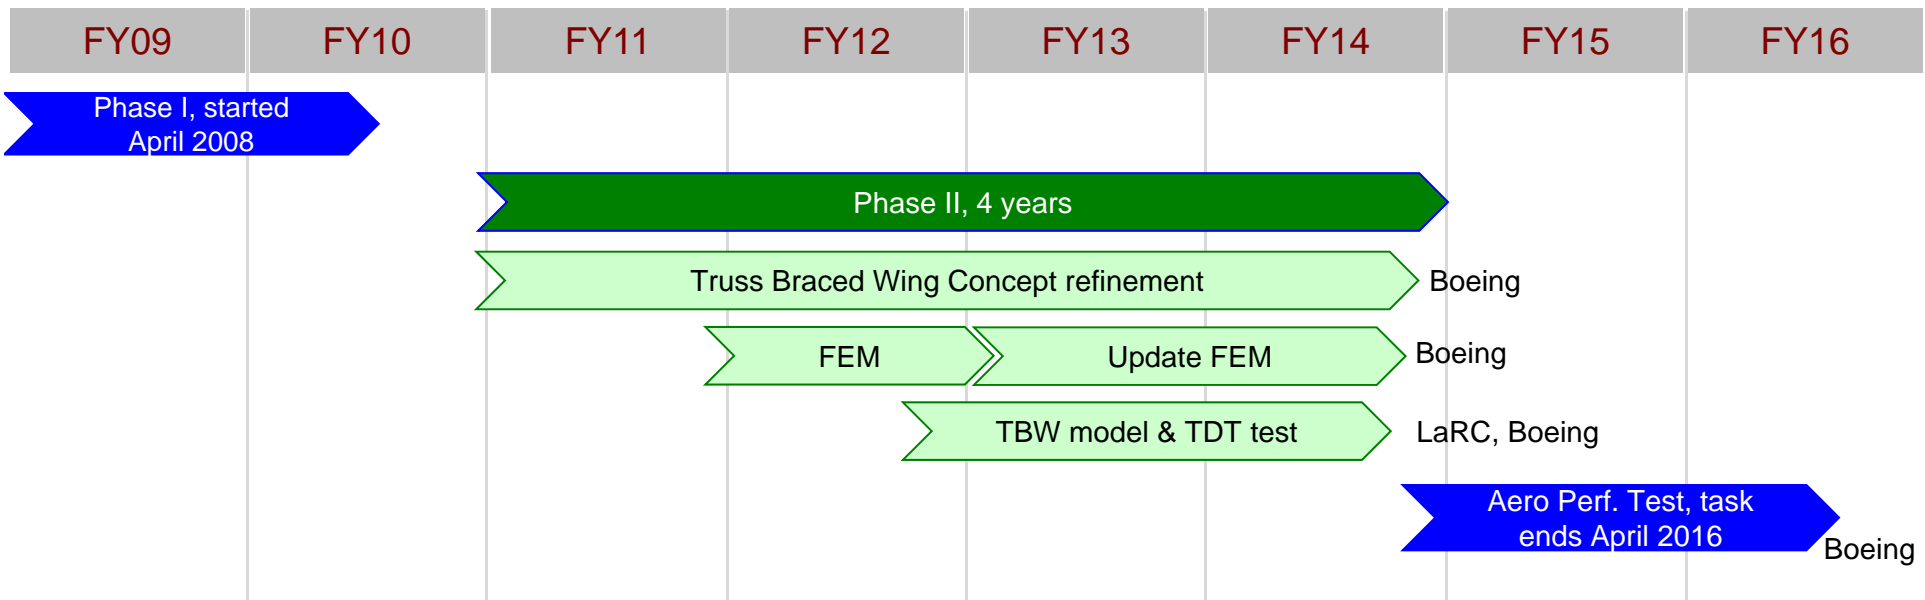 FY09 FY10 FY11 FY12 FY13 FY14 FY15 FY16
Phase I, started
April 2008
Phase II, 4 years
Truss Braced Wing Concept refinement Boeing
FEM Update FEM Boeing
TBW model & TDT test LaRC, Boeing
Aero Perf. Test, task
ends April 2016
Boeing